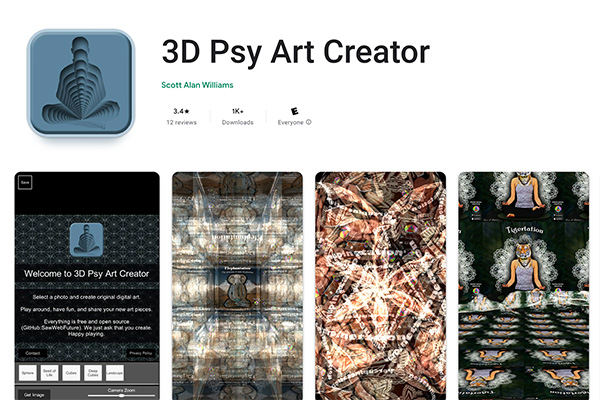 3D Psy Art Creator
Scott Alan Williams
3.4★
12 reviews
1K+
Downloads
E
Everyone
Save
Welcome to 3D Psy Art Creator
Select a photo and create original digital art.
Play around, have fun, and share your new art pieces.
Everything is free and open source
(GitHub:SawWebFuture). We just ask that you create.
Happy playing.
Contact
Privacy Policy
Sphere
Seed of
Life
Cubes
Deep
Cubes
Landscape
Get Image
Camera Zoom
Elephantation
Tigertation